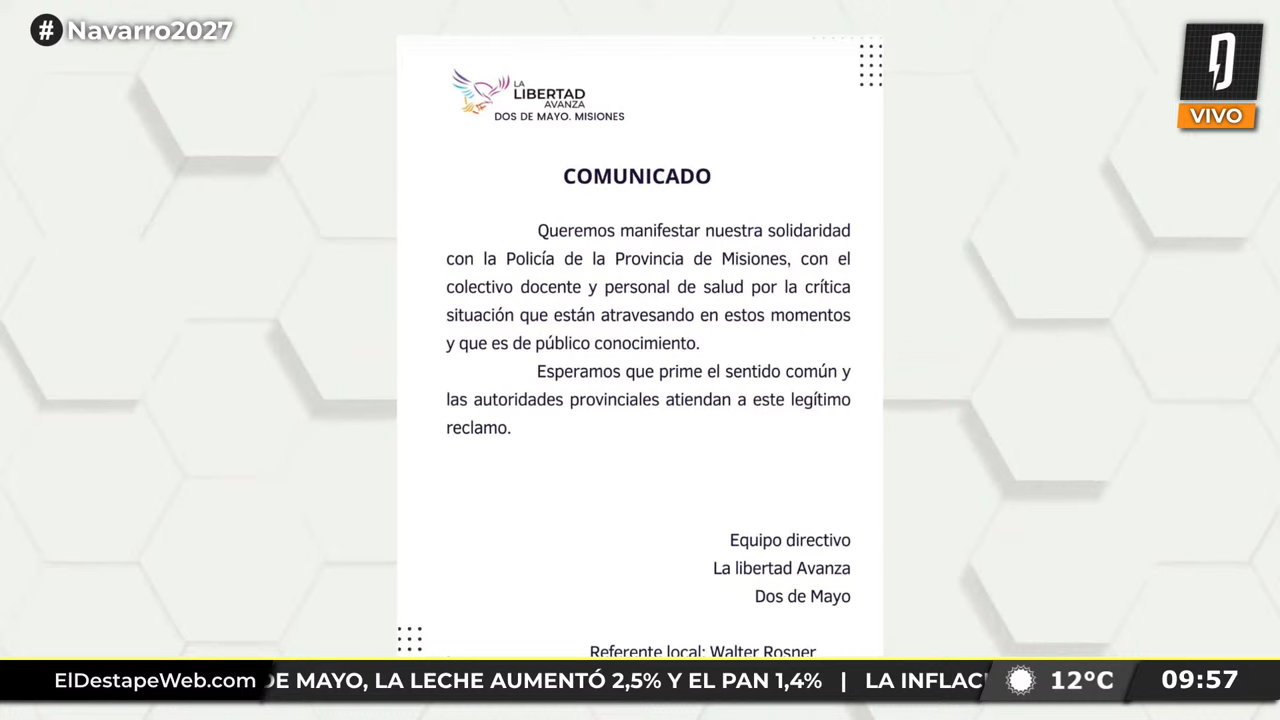 # Navarro2027
VIVO
LA
LIBERTAD
AVANZA
DOS DE MAYO. MISIONES
COMUNICADO
Queremos manifestar nuestra solidaridad
con la Policía de la Provincia de Misiones, con el
colectivo docente y personal de salud por la crítica
situación que están atravesando en estos momentos
y que es de público conocimiento.
Esperamos que prime el sentido común y
las autoridades provinciales atiendan a este legítimo
reclamo.
Equipo directivo
La libertad Avanza
Dos de Mayo
Referente local: Walter Rosner
ElDestapeWeb.com DE MAYO, LA LECHE AUMENTÓ 2,5% Y EL PAN 1,4% | LA INFLAC 12°C 09:57